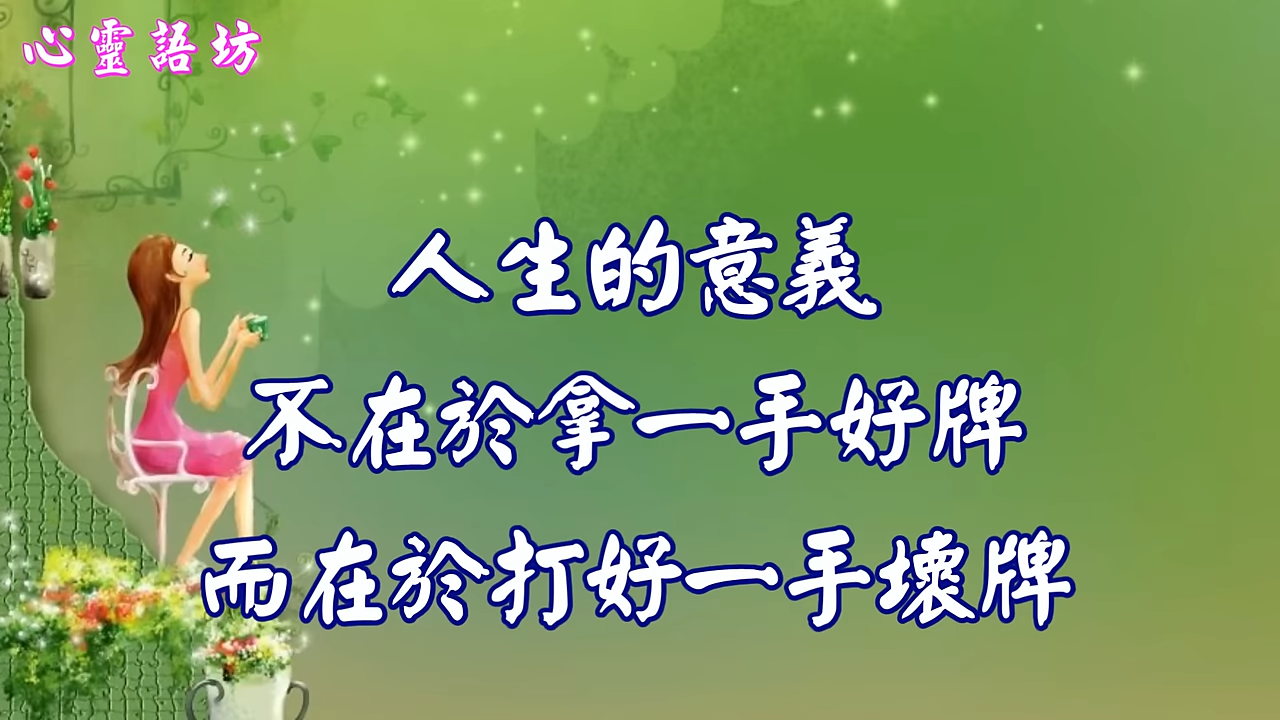 心靈語坊
人生的意義
不在於拿一手好牌
而在於打好一手壞牌